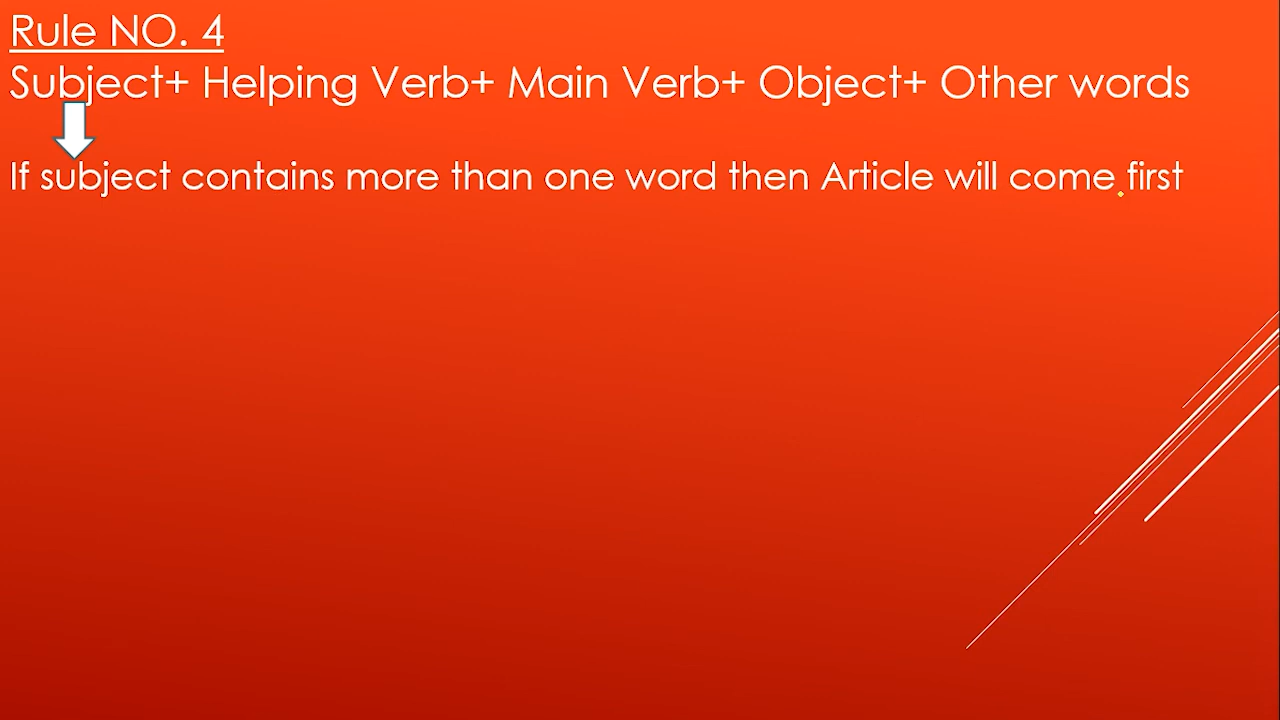 Rule NO. 4
Subject+ Helping Verb+ Main Verb+ Object+ Other words
If subject contains more than one word then Article will come first